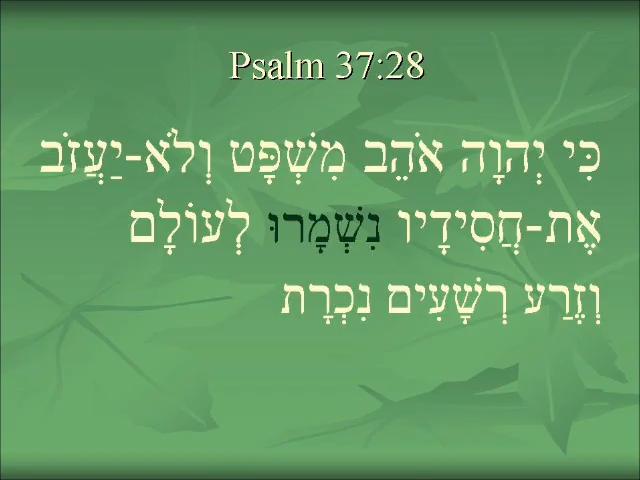 Psalm 37:28
כִּי יְהוָה אֹהֵב מִשְׁפָּט וְלֹא-יַעֲזֹב
אֶת-חֲסִידָיו נִשְׁמָרוּ לְעוֹלָם
וְזֶרַע רְשָׁעִים נִכְרָת